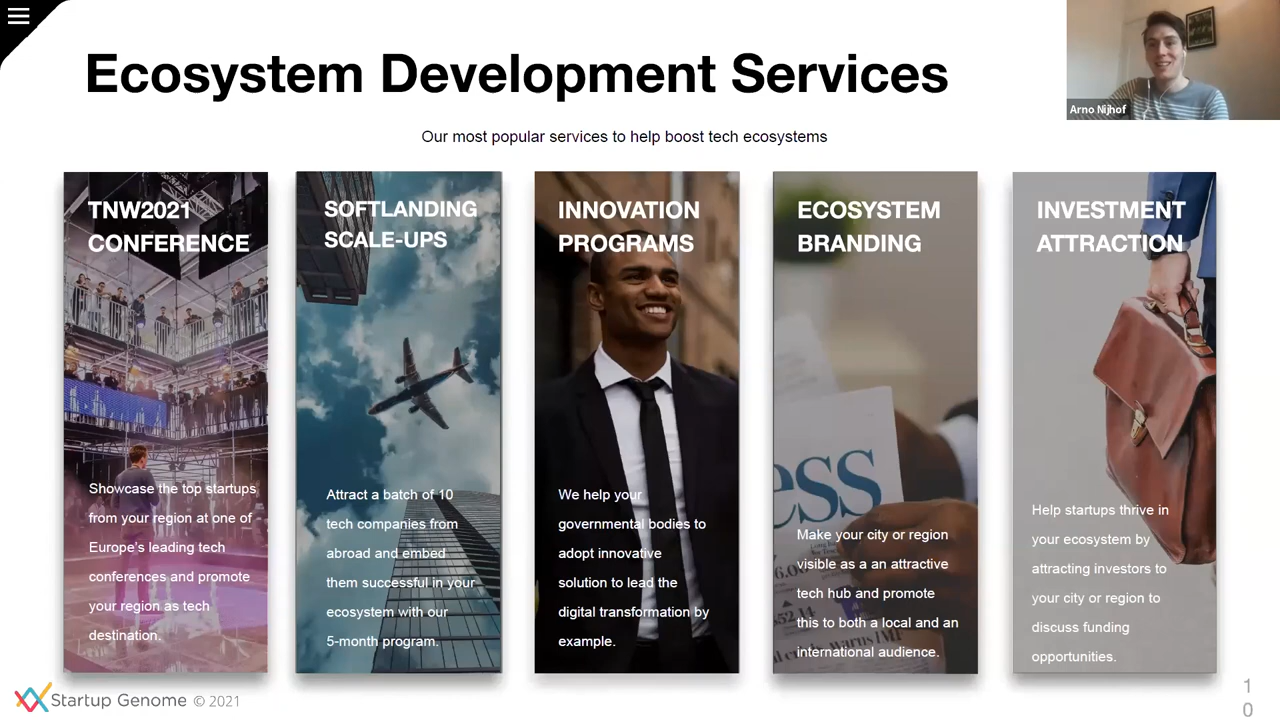 Ecosystem Development Services
Arno Nijhof
Our most popular services to help boost tech ecosystems
TNW2021
CONFERENCE
Showcase the top startups
from your region at one of
Europe's leading tech
conferences and promote
your region as tech
destination.
SOFTLANDING
SCALE-UPS
Attract a batch of 10
tech companies from
abroad and embed
them successful in your
ecosystem with our
5-month program.
INNOVATION
PROGRAMS
We help your
governmental bodies to
adopt innovative
solution to lead the
digital transformation by
example.
ECOSYSTEM
BRANDING
ess
Make your city or region
visible as a an attractive
tech hub and promote
this to both a local and an
international audience.
INVESTMENT
ATTRACTION
Help startups thrive in
your ecosystem by
attracting investors to
your city or region to
discuss funding
opportunities.
Startup Genome © 2021
1
0